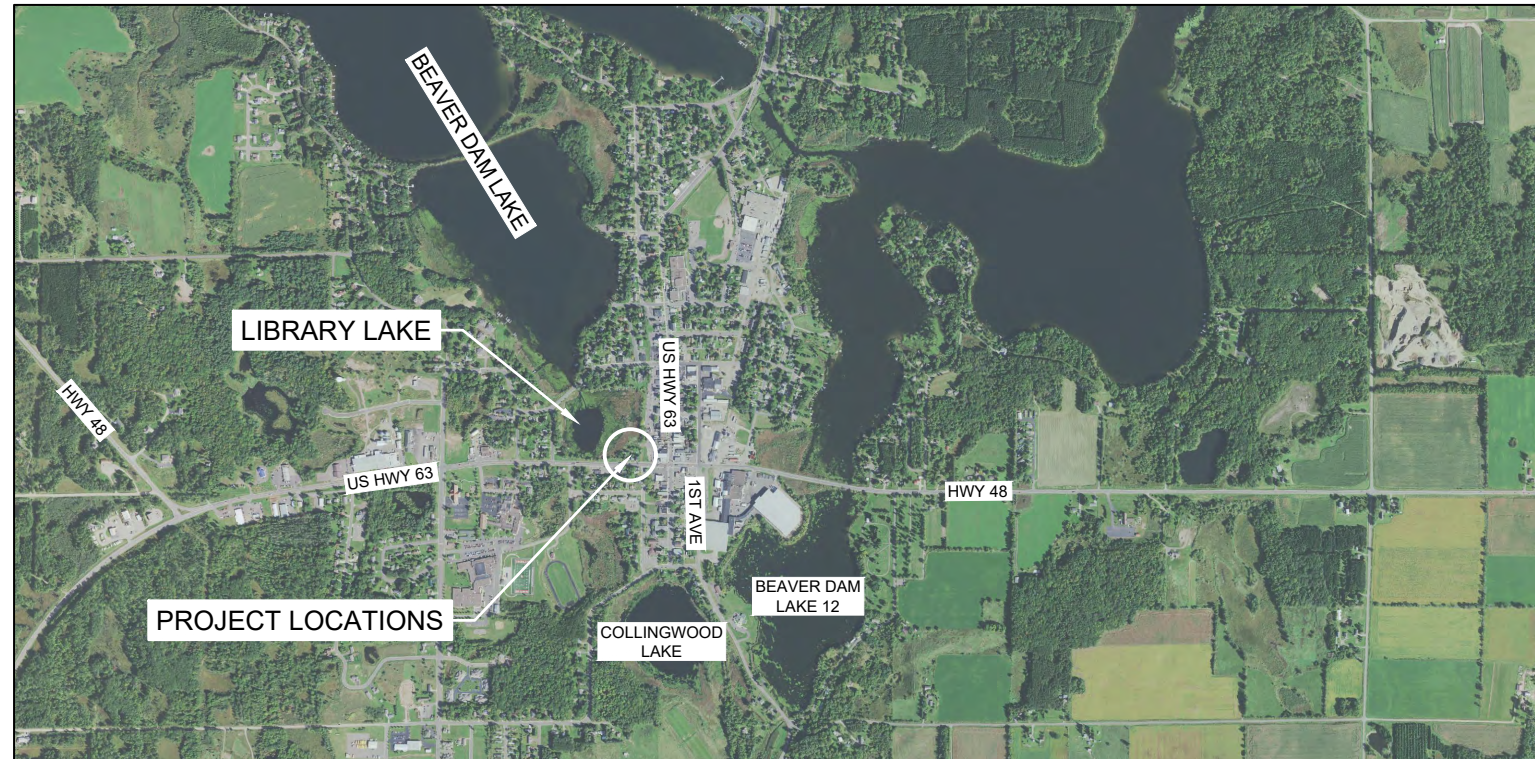 BEAVER DAM LAKE
LIBRARY LAKE
US HWY 63
HWY 48
US HWY 63
HWY 48
1ST AVE
BEAVER DAM
LAKE 12
PROJECT LOCATIONS
COLLINGWOOD
LAKE